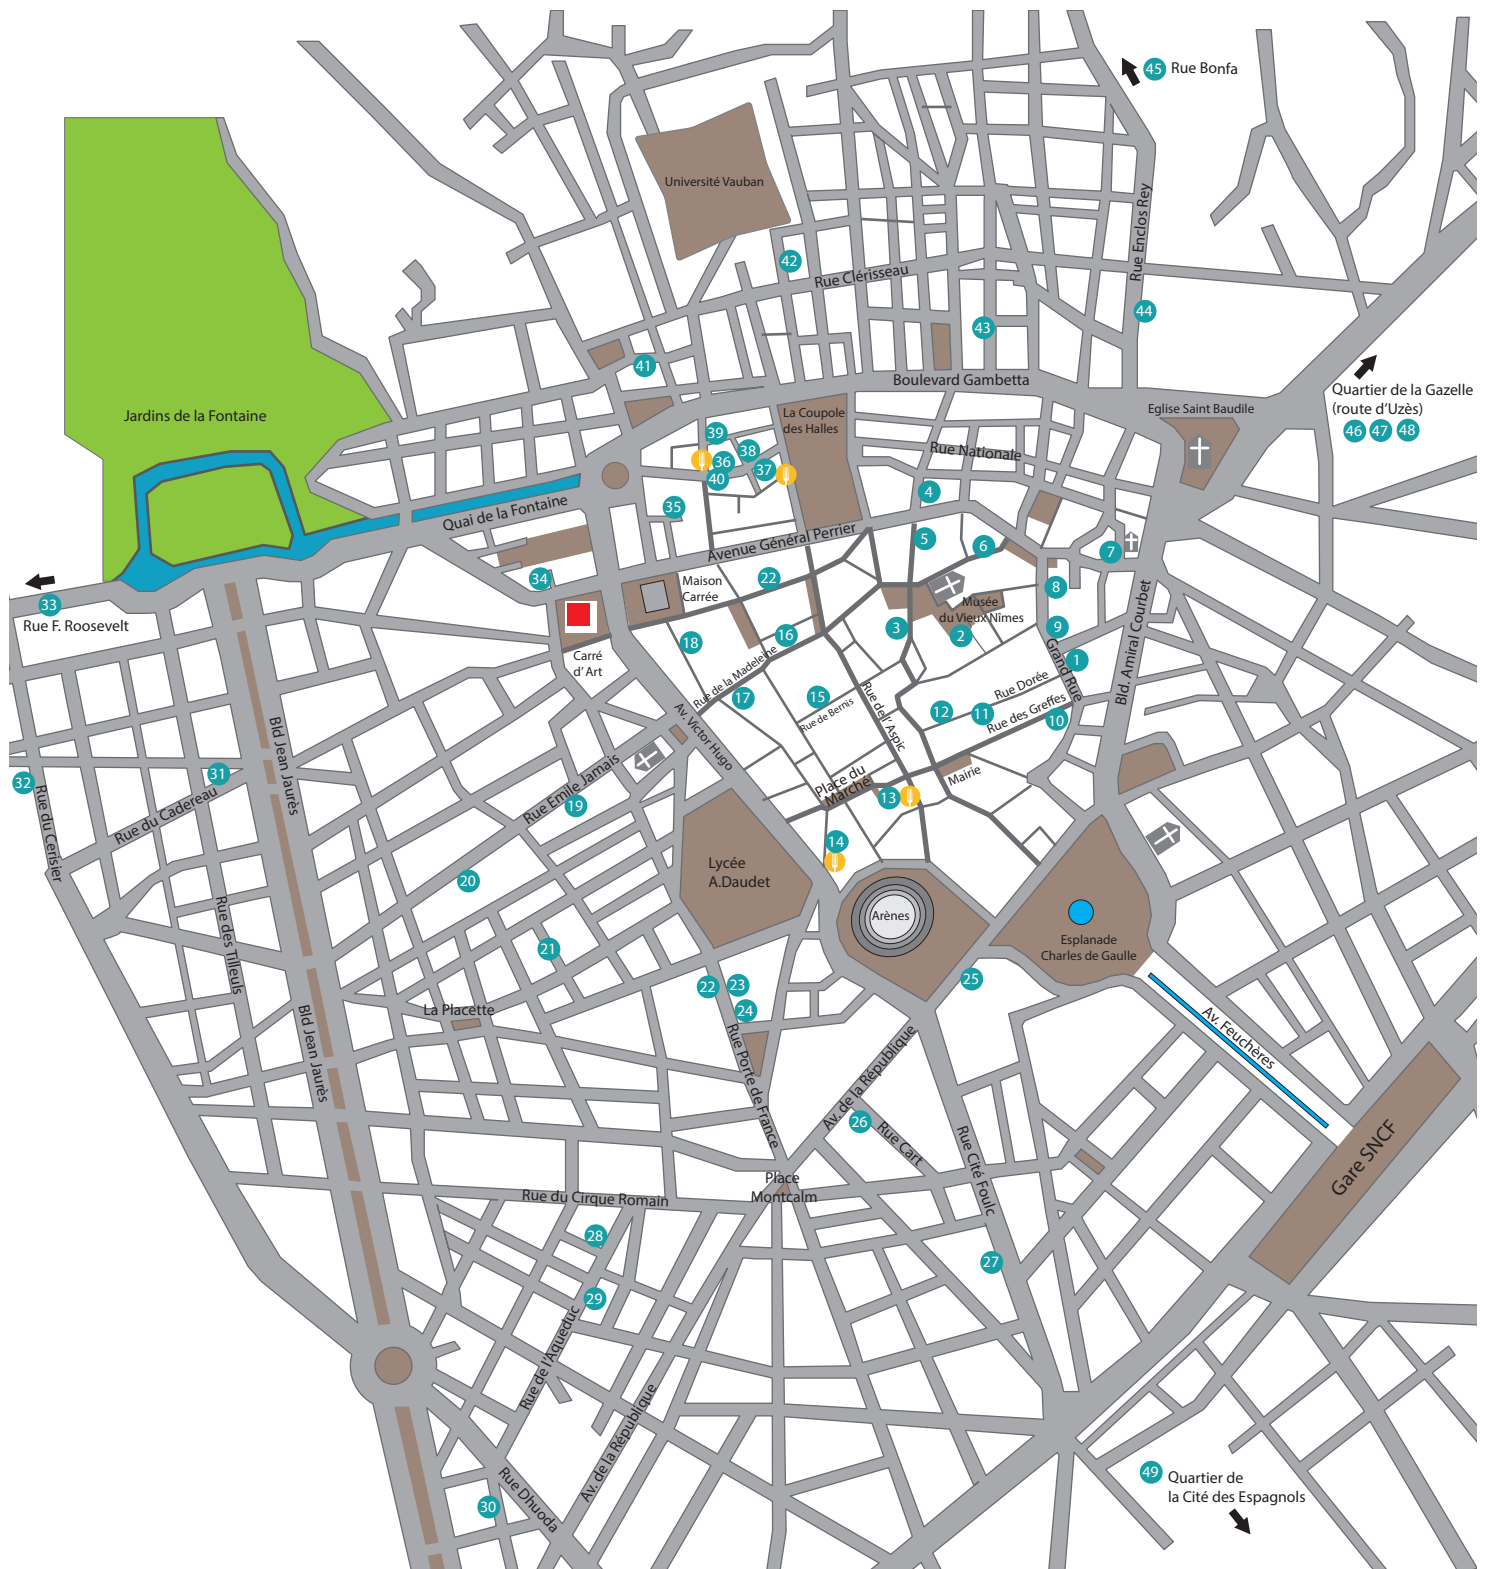 45 Rue Bonfa
Université Vauban
Rue Enclos Rey
42
Rue Clérisseau
44
43
41
Boulevard Gambetta
Quartier de la Gazelle
(route d'Uzès)
46 47 48
Jardins de la Fontaine
La Coupole
des Halles
Eglise Saint Baudile
39
38
36
37
40
Rue Nationale
4
35
Quai de la Fontaine
Avenue Général Perrier
5
6
7
34
22
Maison
Carrée
8
33
Rue F. Roosevelt
Musée
du Vieux Nîmes
2
3
9
16
18
Carré
d'Art
Grand Rue
1
Bld. Amiral Courbet
Rue de la Madeleine
17
15
Rue de Bernis
Rue de l'Aspic
Rue Dorée
12
11
Rue des Greffes
10
Av. Victor Hugo
Bld Jean Jaurès
31
32
Rue du Cadereau
Rue du Cerisier
Rue Emile Jamais
19
Place du
Marché
13
Mairie
14
Lycée
A.Daudet
20
Arènes
Rue des Tilleuls
21
Esplanade
Charles de Gaulle
25
22
23
24
La Placette
Bld Jean Jaurès
Av. Feuchères
Rue Porte de France
Av. de la République
26
Rue Cart
Rue Cité Foulc
Gare SNCF
Place
Montcalm
Rue du Cirque Romain
28
27
29
Rue de l'Aqueduc
Av. de la République
30
Rue Dhuoda
49 Quartier de
la Cité des Espagnols